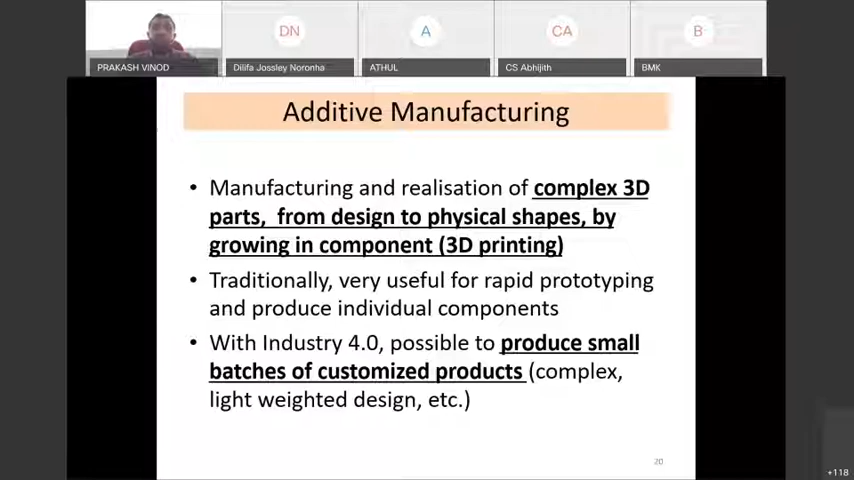 DN
A
CA
B
PRAKASH VINOD
Dilifa Jossley Noronha
ATHUL
CS Abhijith
BMK
Additive Manufacturing
• Manufacturing and realisation of complex 3D
parts, from design to physical shapes, by
growing in component (3D printing)
• Traditionally, very useful for rapid prototyping
and produce individual components
• With Industry 4.0, possible to produce small
batches of customized products (complex,
light weighted design, etc.)
20
+118